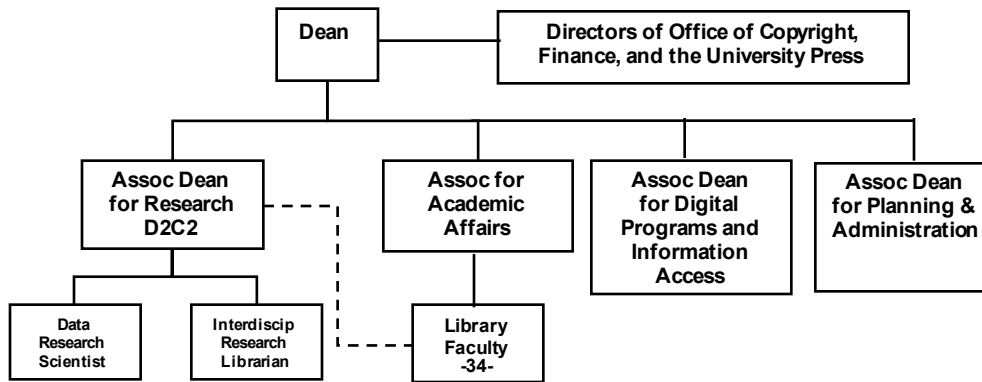 Dean
Directors of Office of Copyright,
Finance, and the University Press
Assoc Dean
for Research
D2C2
Assoc for
Academic
Affairs
Assoc Dean
for Digital
Programs and
Information
Access
Assoc Dean
for Planning &
Administration
Data
Research
Scientist
Interdiscip
Research
Librarian
Library
Faculty
-34-